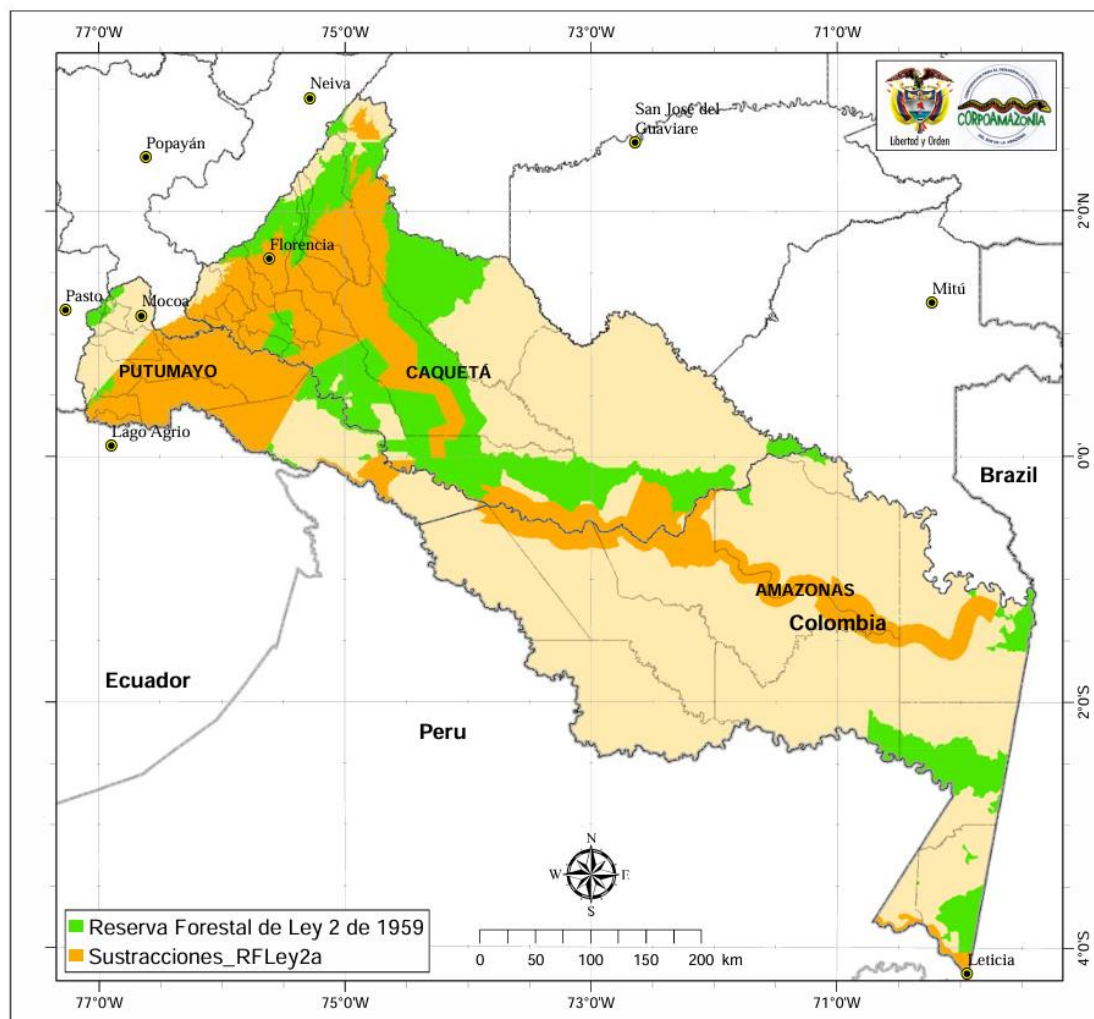 77°0'W
75°0'W
73°0'W
71°0'W
Neiva
San José del
Guaviare
Popayán
Libertad y Orden
CORPOAMAZONIA
2°0'N
Florencia
Mitú
Pasto
Mocoa
PUTUMAYO
CAQUETÁ
Lago Agrio
0°0'
Brazil
AMAZONAS
Colombia
Ecuador
2°0'S
Peru
N
W
E
S
Reserva Forestal de Ley 2 de 1959
Sustracciones_RFLey2a
0 50 100 150 200 km
4°0'S
Leticia
77°0'W
75°0'W
73°0'W
71°0'W